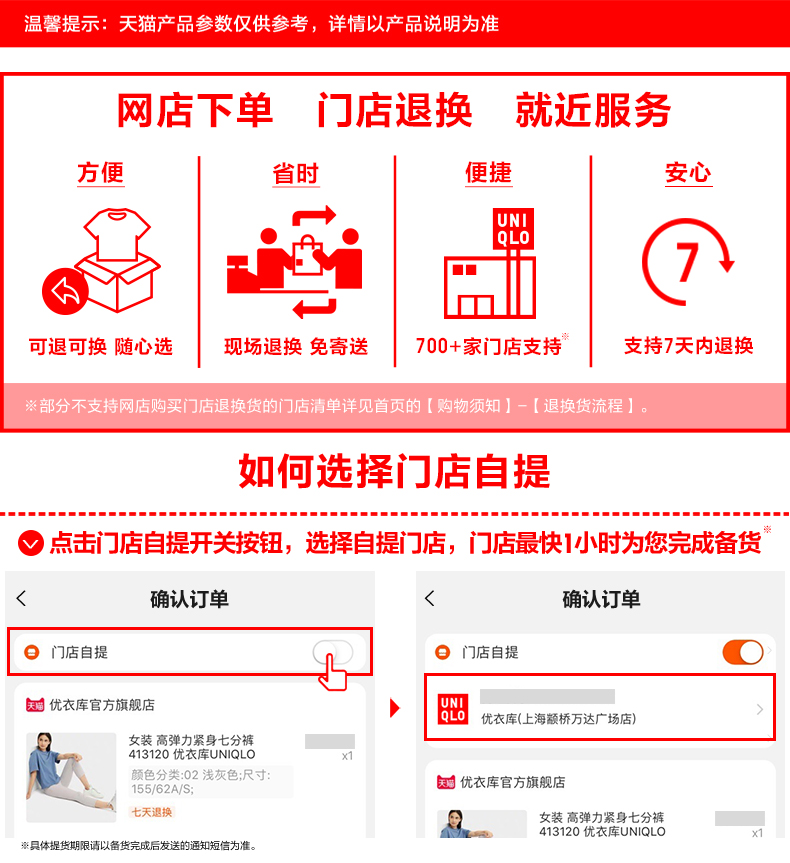 温馨提示：天猫产品参数仅供参考，详情以产品说明为准
网店下单 门店退换 就近服务
方便
省时
便捷
安心
UNI
QLO
7
可退可换 随心选
现场退换 免寄送
700+家门店支持※
支持7天内退换
※部分不支持网店购买门店退换货的门店清单详见首页的【购物须知】-【退换货流程】。
如何选择门店自提
点击门店自提开关按钮，选择自提门店，门店最快1小时为您完成备货※
确认订单
门店自提
天猫 优衣库官方旗舰店
女装 高弹力紧身七分裤
413120 优衣库UNIQLO
x1
颜色分类:02 浅灰色;尺寸:
155/62A/S;
七天退换
确认订单
门店自提
UNI
QLO
优衣库(上海颛桥万达广场店)
天猫 优衣库官方旗舰店
女装 高弹力紧身七分裤
413120 优衣库UNIQLO
x1
※具体提货期限请以备货完成后发送的通知短信为准。